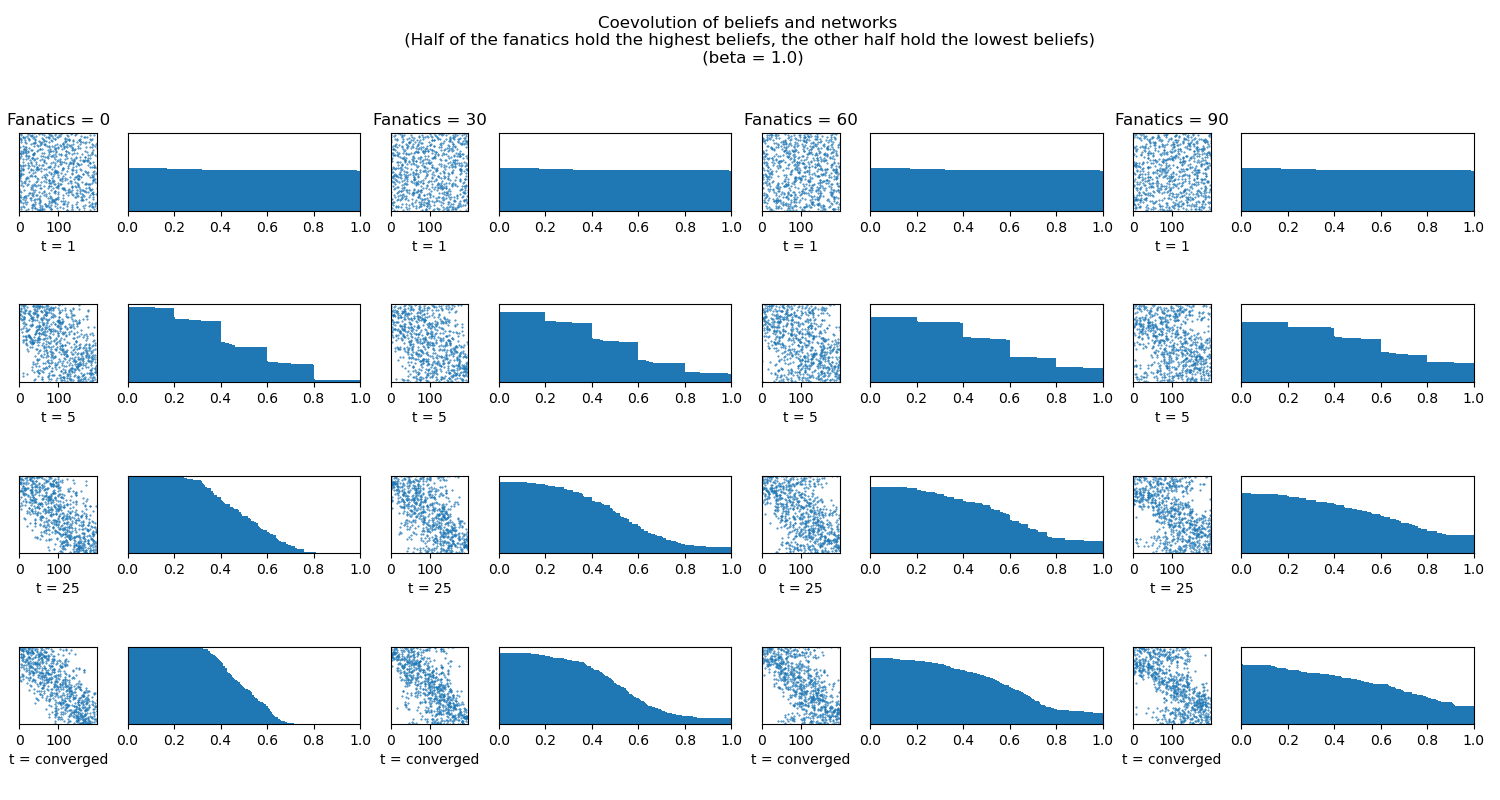 Coevolution of beliefs and networks
(Half of the fanatics hold the highest beliefs, the other half hold the lowest beliefs)
(beta = 1.0)
Fanatics = 0 Fanatics = 30 Fanatics = 60 Fanatics = 90
0 100 0.0 0.2 0.4 0.6 0.8 1.0 0 100 0.0 0.2 0.4 0.6 0.8 1.0 0 100 0.0 0.2 0.4 0.6 0.8 1.0 0 100 0.0 0.2 0.4 0.6 0.8 1.0
t = 1 t = 1 t = 1 t = 1
0 100 0.0 0.2 0.4 0.6 0.8 1.0 0 100 0.0 0.2 0.4 0.6 0.8 1.0 0 100 0.0 0.2 0.4 0.6 0.8 1.0 0 100 0.0 0.2 0.4 0.6 0.8 1.0
t = 5 t = 5 t = 5 t = 5
0 100 0.0 0.2 0.4 0.6 0.8 1.0 0 100 0.0 0.2 0.4 0.6 0.8 1.0 0 100 0.0 0.2 0.4 0.6 0.8 1.0 0 100 0.0 0.2 0.4 0.6 0.8 1.0
t = 25 t = 25 t = 25 t = 25
0 100 0.0 0.2 0.4 0.6 0.8 1.0 0 100 0.0 0.2 0.4 0.6 0.8 1.0 0 100 0.0 0.2 0.4 0.6 0.8 1.0 0 100 0.0 0.2 0.4 0.6 0.8 1.0
t = converged t = converged t = converged t = converged